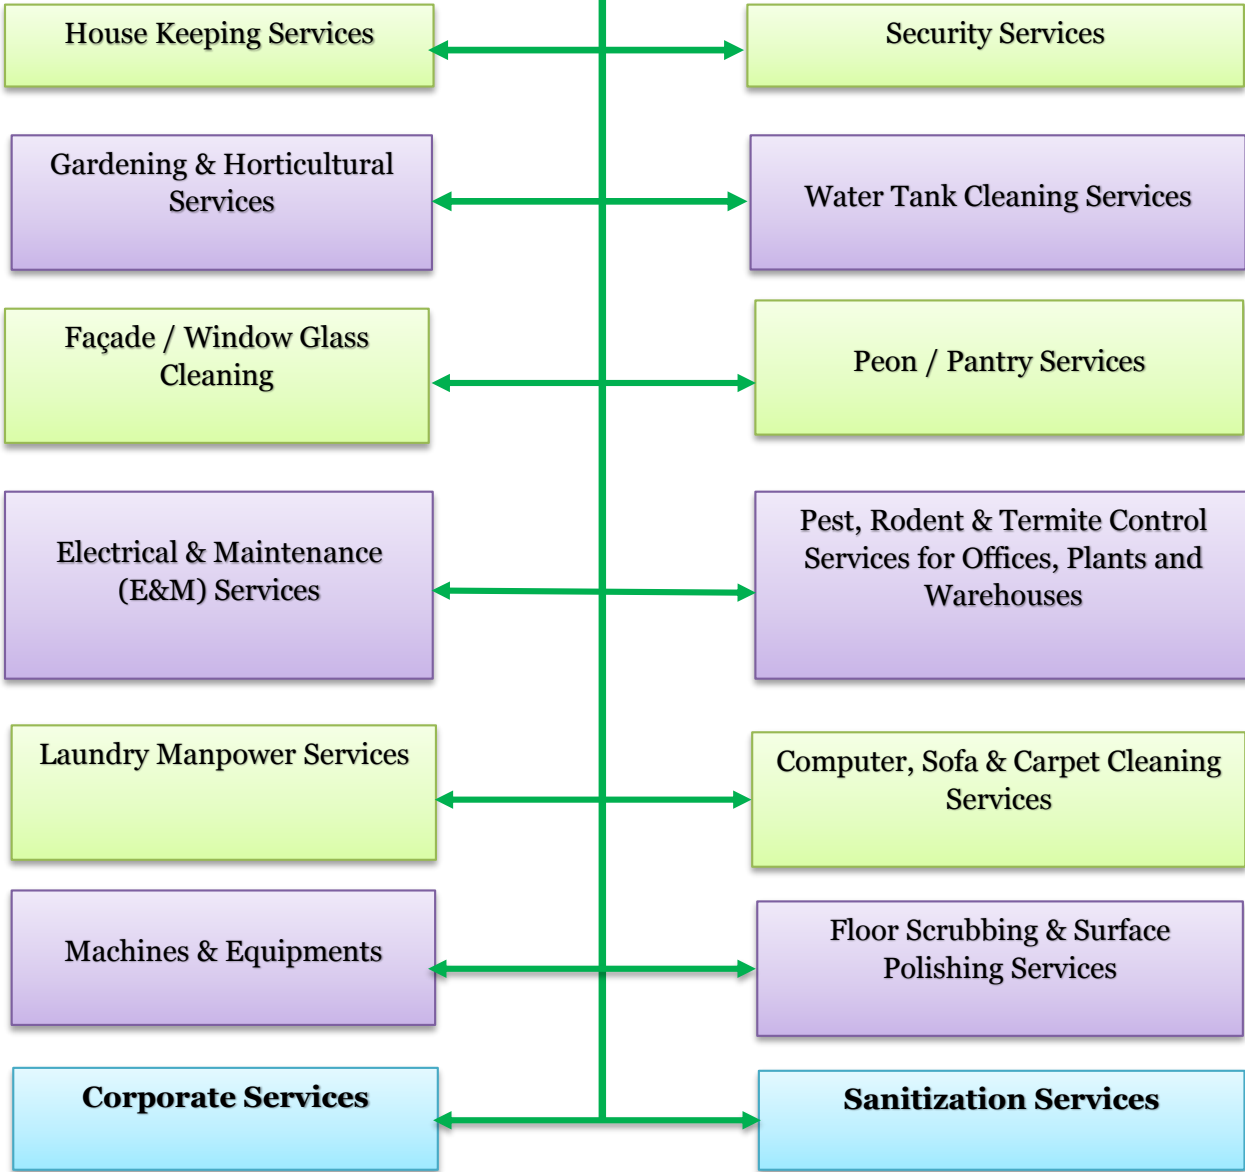 House Keeping Services
Security Services
Gardening & Horticultural
Services
Water Tank Cleaning Services
Façade / Window Glass
Cleaning
Peon / Pantry Services
Electrical & Maintenance
(E&M) Services
Pest, Rodent & Termite Control
Services for Offices, Plants and
Warehouses
Laundry Manpower Services
Computer, Sofa & Carpet Cleaning
Services
Machines & Equipments
Floor Scrubbing & Surface
Polishing Services
Corporate Services
Sanitization Services